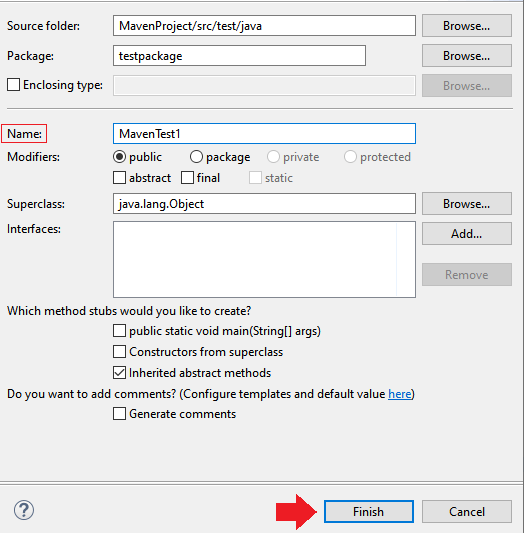 Source folder: MavenProject/src/test/java Browse...
Package: testpackage Browse...
Enclosing type: Browse...
Name: MavenTest1
Modifiers: public package private protected
abstract final static
Superclass: java.lang.Object Browse...
Interfaces: Add...
Remove
Which method stubs would you like to create?
public static void main(String[] args)
Constructors from superclass
Inherited abstract methods
Do you want to add comments? (Configure templates and default value here)
Generate comments
? Finish Cancel